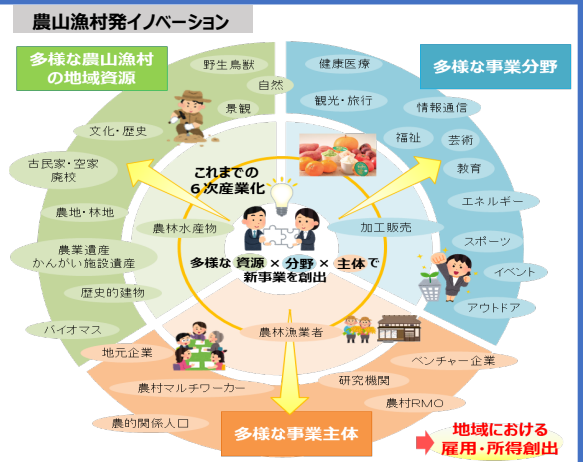 農山漁村発イノベーション
多様な農山漁村
の地域資源
多様な事業分野
野生鳥獣
自然
景観
文化・歴史
古民家・空家
廃校
農地・林地
農業遺産
かんがい施設遺産
歴史的建物
バイオマス
健康医療
観光・旅行
情報通信
福祉
芸術
教育
エネルギー
スポーツ
イベント
アウトドア
これまでの
６次産業化
農林水産物
加工販売
多様な 資源 × 分野 × 主体で
新事業を創出
農林漁業者
地元企業
農村マルチワーカー
農的関係人口
ベンチャー企業
研究機関
農村RMO
多様な事業主体
地域における
雇用・所得創出